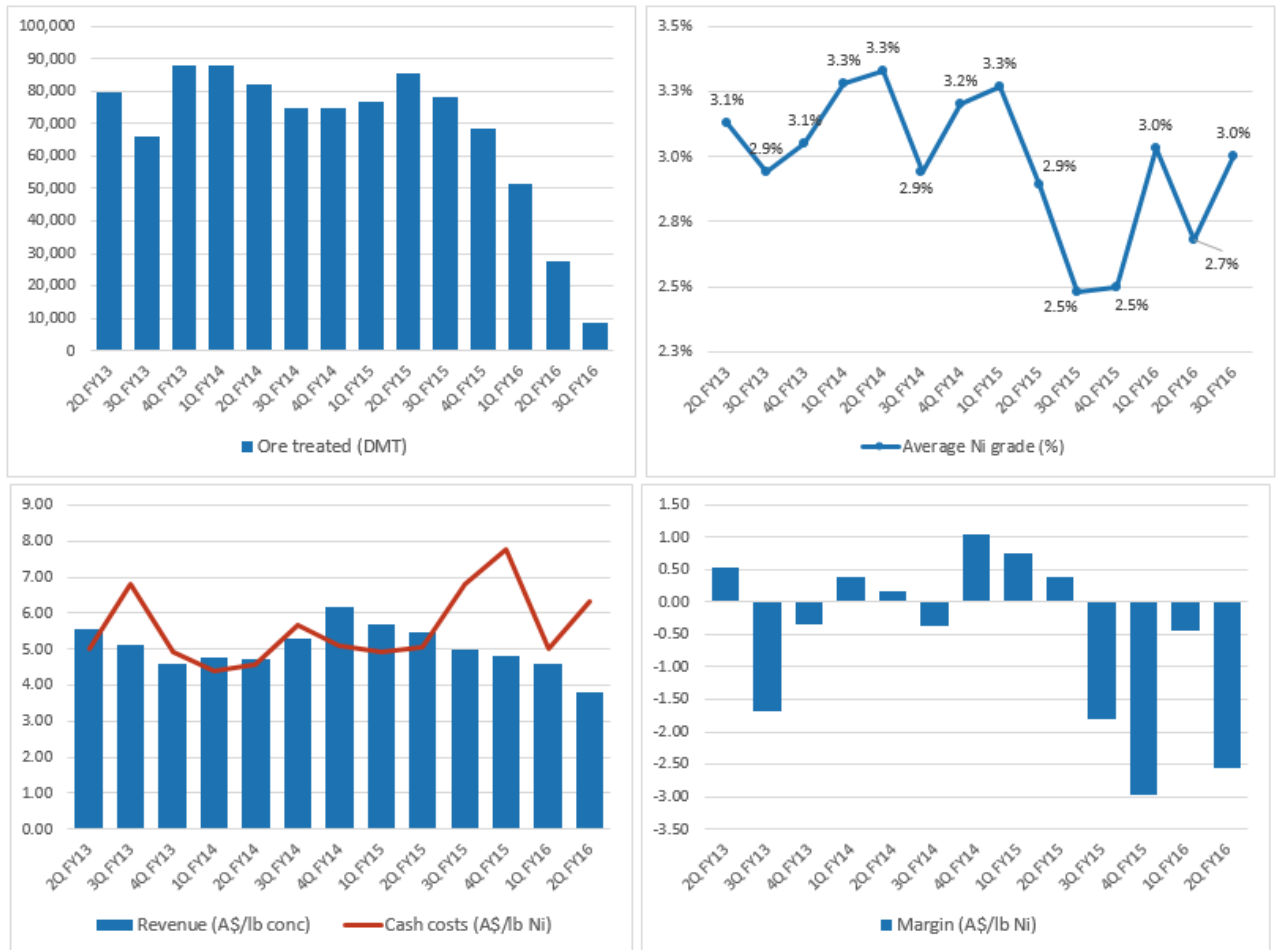 100,000
90,000
80,000
70,000
60,000
50,000
40,000
30,000
20,000
10,000
0
2Q FY13
3Q FY13
4Q FY13
1Q FY14
2Q FY14
3Q FY14
4Q FY14
1Q FY15
2Q FY15
3Q FY15
4Q FY15
1Q FY16
2Q FY16
3Q FY16
Ore treated (DMT)
3.5%
3.3%
3.0%
2.8%
2.5%
2.3%
3.1%
2.9%
3.1%
3.3%
3.3%
2.9%
3.2%
3.3%
2.9%
2.5%
2.5%
3.0%
2.7%
3.0%
2Q FY13
3Q FY13
4Q FY13
1Q FY14
2Q FY14
3Q FY14
4Q FY14
1Q FY15
2Q FY15
3Q FY15
4Q FY15
1Q FY16
2Q FY16
3Q FY16
Average Ni grade (%)
9.00
8.00
7.00
6.00
5.00
4.00
3.00
2.00
1.00
0.00
2Q FY13
3Q FY13
4Q FY13
1Q FY14
2Q FY14
3Q FY14
4Q FY14
1Q FY15
2Q FY15
3Q FY15
4Q FY15
1Q FY16
2Q FY16
Revenue (A$/lb conc) Cash costs (A$/lb Ni)
1.50
1.00
0.50
0.00
-0.50
-1.00
-1.50
-2.00
-2.50
-3.00
-3.50
2Q FY13
3Q FY13
4Q FY13
1Q FY14
2Q FY14
3Q FY14
4Q FY14
1Q FY15
2Q FY15
3Q FY15
4Q FY15
1Q FY16
2Q FY16
Margin (A$/lb Ni)